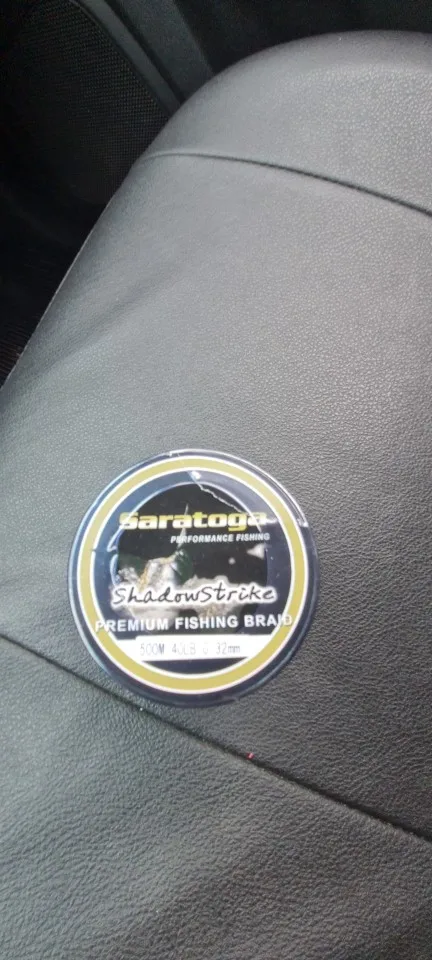 Saratoga
PERFORMANCE FISHING
ShadowStrike
PREMIUM FISHING BRAID
500M 40LB 0.32mm